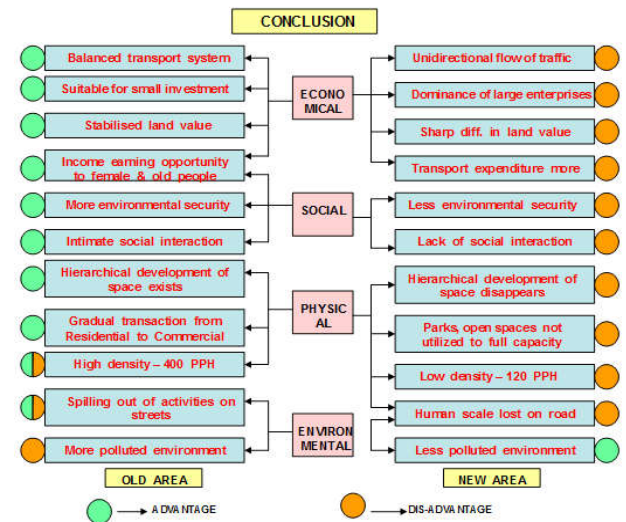 CONCLUSION
Balanced transport system
Suitable for small investment
Stabilised land value
Income earning opportunity
to female & old people
More environmental security
Intimate social interaction
Hierarchical development of
space exists
Gradual transaction from
Residential to Commercial
High density – 400 PPH
Spilling out of activities on
streets
More polluted environment
OLD AREA
ECONO
MICAL
SOCIAL
PHYSIC
AL
ENVIRON
MENTAL
Unidirectional flow of traffic
Dominance of large enterprises
Sharp diff. in land value
Transport expenditure more
Less environmental security
Lack of social interaction
Hierarchical development of
space disappears
Parks, open spaces not
utilized to full capacity
Low density – 120 PPH
Human scale lost on road
Less polluted environment
NEW AREA
ADVANTAGE
DIS-ADVANTAGE